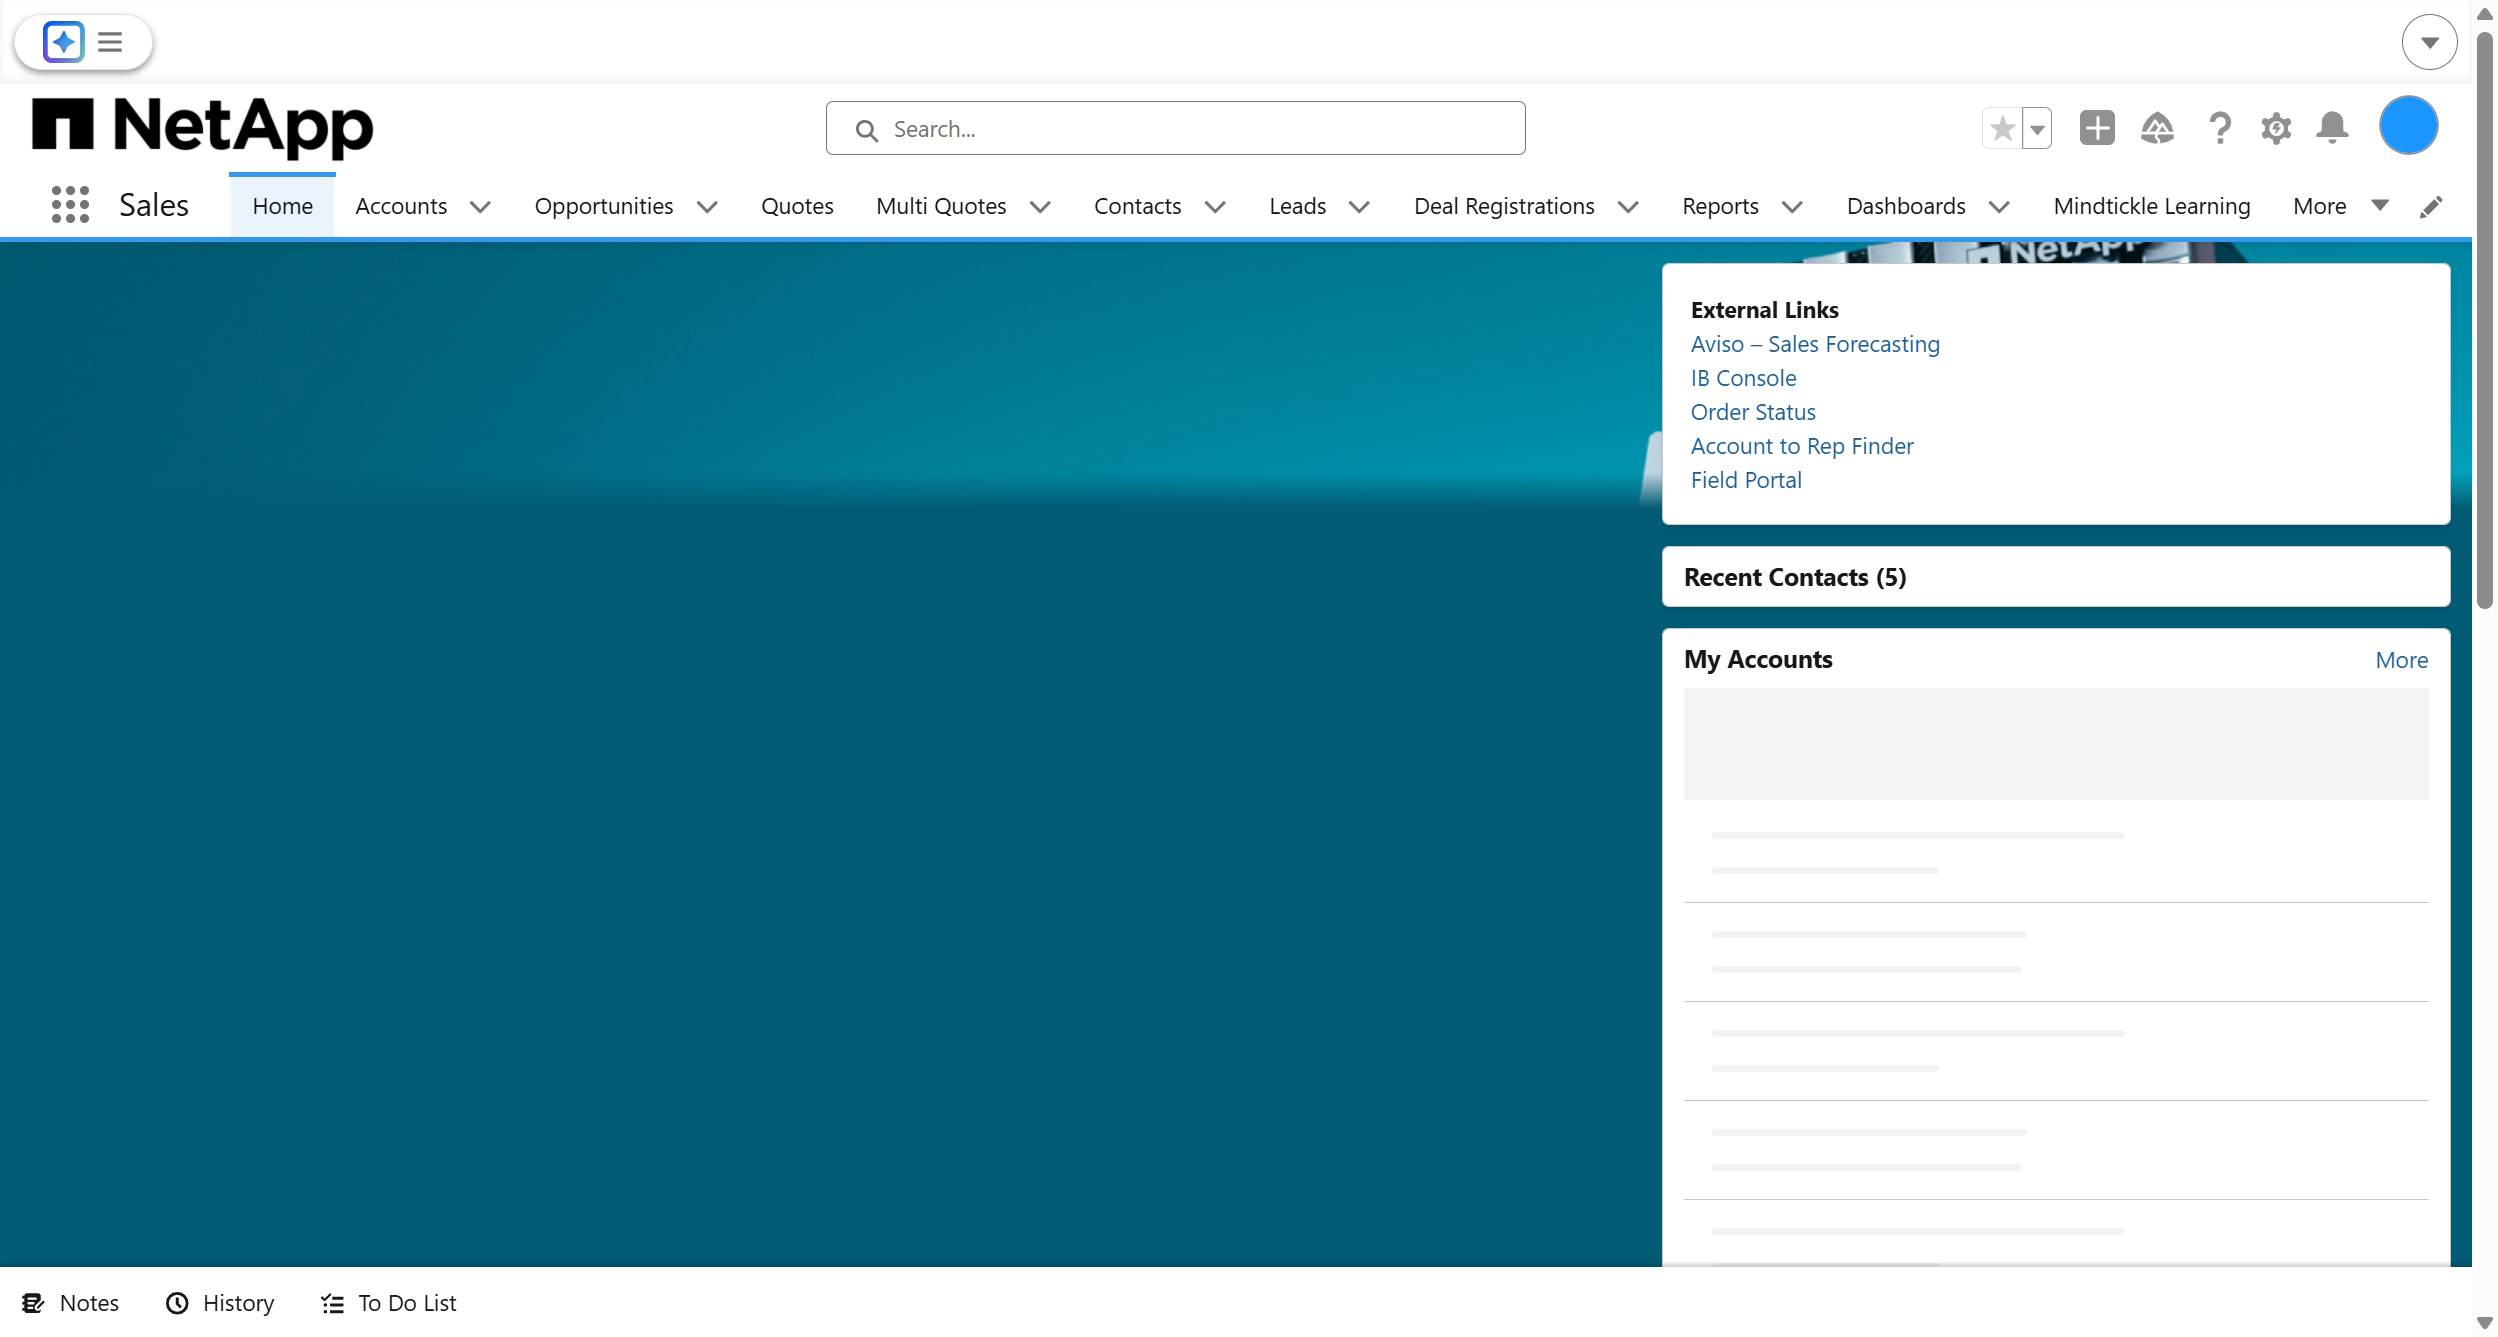 NetApp
Search...
Sales
Home
Accounts
Opportunities
Quotes
Multi Quotes
Contacts
Leads
Deal Registrations
Reports
Dashboards
Mindtickle Learning
More
NetApp
External Links
Aviso – Sales Forecasting
IB Console
Order Status
Account to Rep Finder
Field Portal
Recent Contacts (5)
My Accounts
More
Notes
History
To Do List